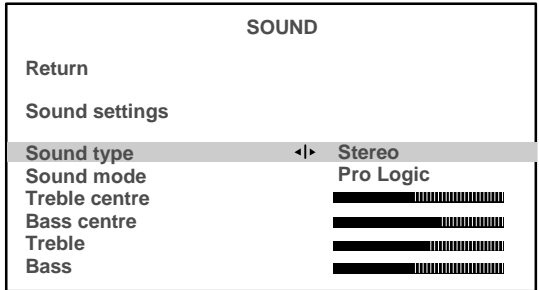 SOUND
Return
Sound settings
Sound type Stereo
Sound mode Pro Logic
Treble centre
Bass centre
Treble
Bass